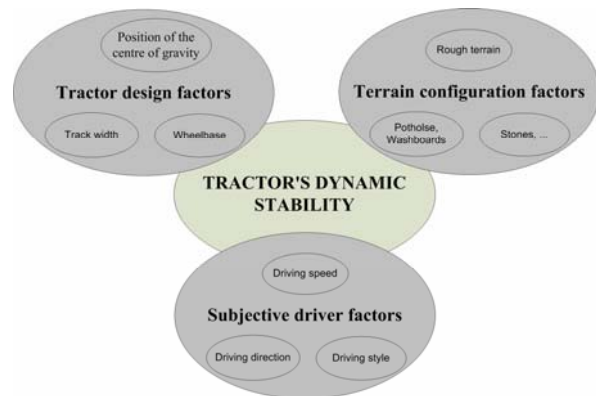 Position of the
centre of gravity
Tractor design factors
Track width
Wheelbase
Rough terrain
Terrain configuration factors
Potholse,
Washboards
Stones, ...
TRACTOR'S DYNAMIC
STABILITY
Driving speed
Subjective driver factors
Driving direction
Driving style